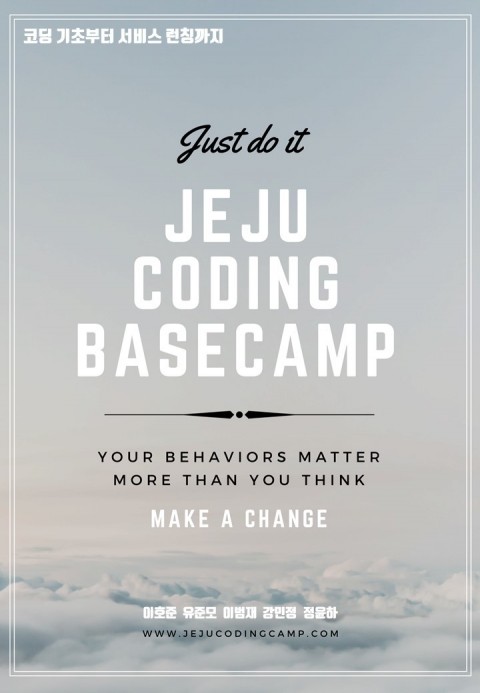 코딩 기초부터 서비스 런칭까지
Just do it
JEJU
CODING
BASECAMP
YOUR BEHAVIORS MATTER
MORE THAN YOU THINK
MAKE A CHANGE
이호준 유준모 이범재 강민정 정윤하
WWW.JEJUCODINGCAMP.COM